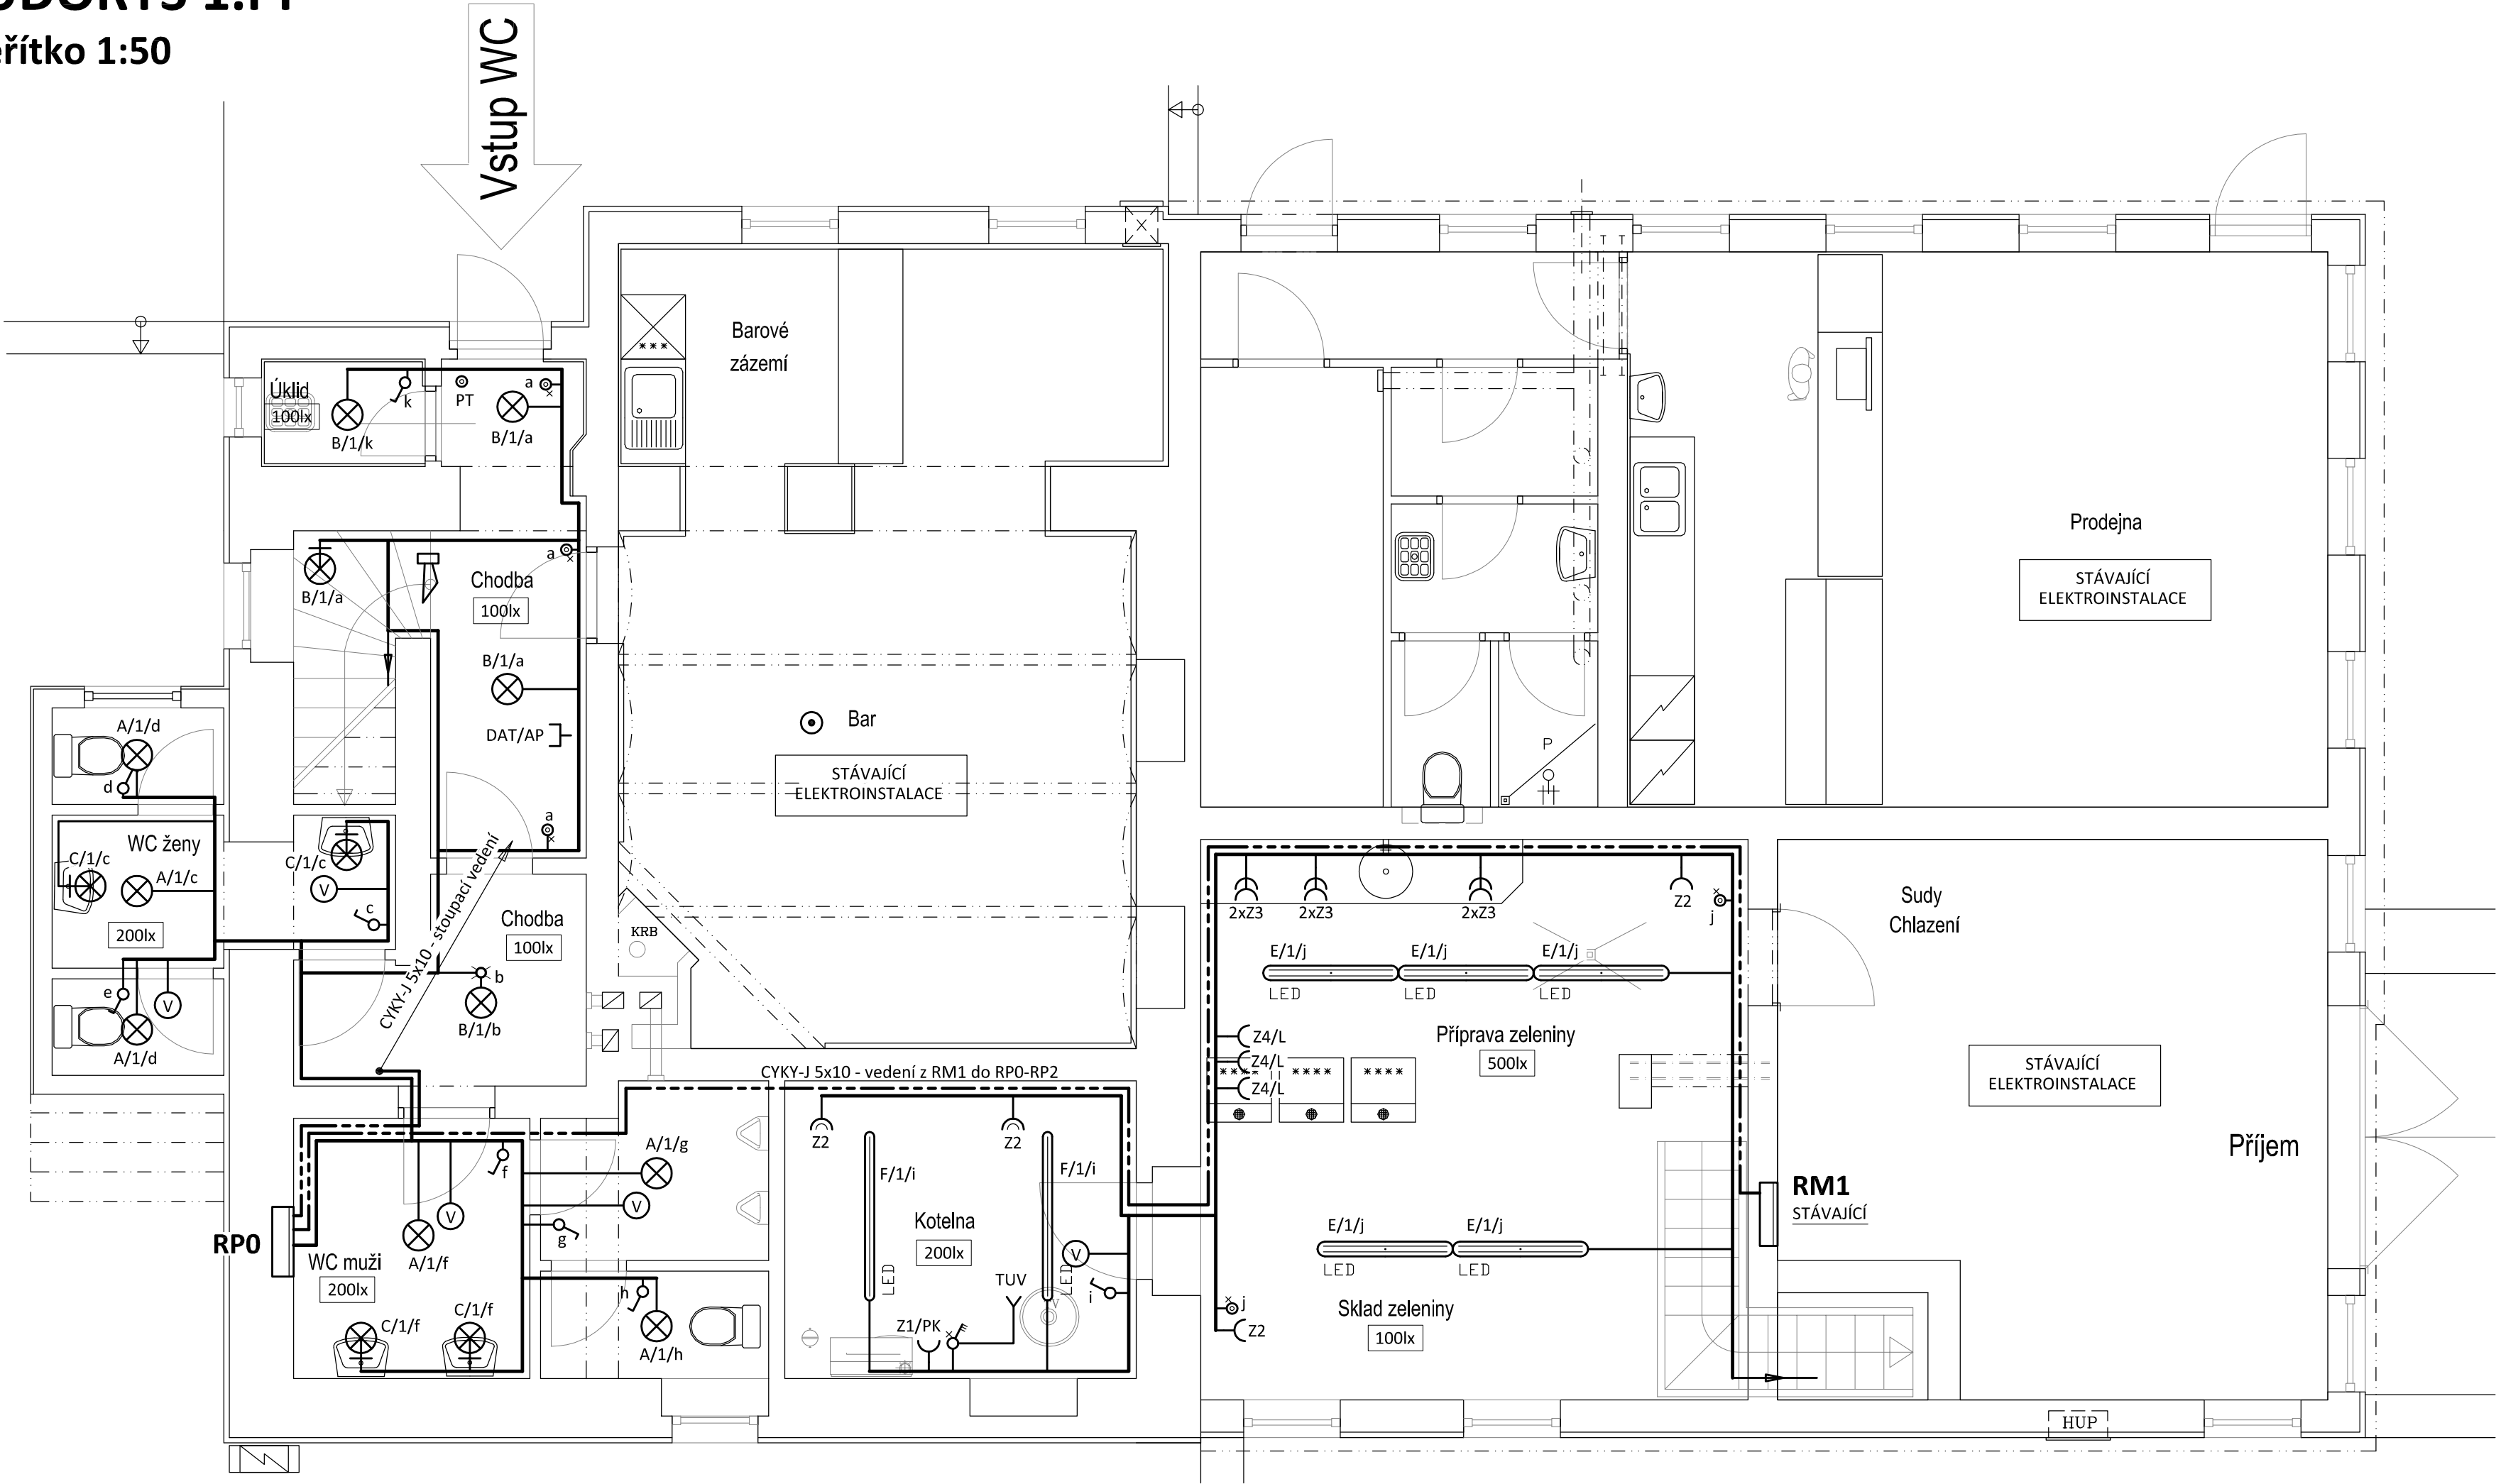 měřítko 1:50
Vstup WC
Barové
zázemí
Úklid
100lx
B/1/k
k
PT
a
B/1/a
a
B/1/a
Chodba
100lx
B/1/a
DAT/AP
a
Prodejna
STÁVAJÍCÍ
ELEKTROINSTALACE
Bar
STÁVAJÍCÍ
ELEKTROINSTALACE
P
A/1/d
d
WC ženy
C/1/c
A/1/c
200lx
C/1/c
V
c
e
V
A/1/d
CYKY-J 5x10 - stoupací vedení
Chodba
100lx
b
B/1/b
KRB
CYKY-J 5x10 - vedení z RM1 do RP0-RP2
2xZ3
2xZ3
2xZ3
Z2
j
E/1/j
E/1/j
E/1/j
LED
LED
LED
Z4/L
Z4/L
Z4/L
Příprava zeleniny
500lx
Sudy
Chlazení
STÁVAJÍCÍ
ELEKTROINSTALACE
Příjem
RM1
STÁVAJÍCÍ
RP0
WC muži
200lx
A/1/f
V
f
C/1/f
C/1/f
A/1/g
V
g
h
A/1/h
Z2
Z2
F/1/i
F/1/i
LED
LED
Kotelna
200lx
V
i
TUV
V
Z1/PK
E/1/j
E/1/j
LED
LED
j
Z2
Sklad zeleniny
100lx
HUP